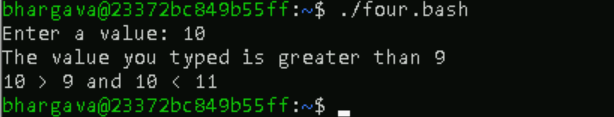 bhargava@23372bc849b55ff:~$ ./four.bash
Enter a value: 10
The value you typed is greater than 9
10 > 9 and 10 < 11
bhargava@23372bc849b55ff:~$